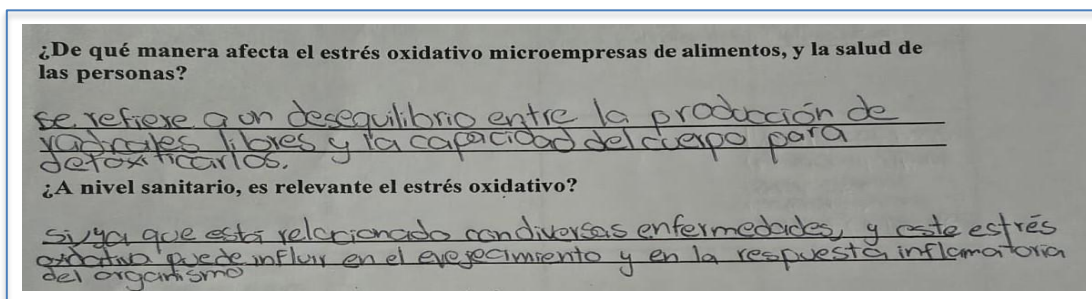 ¿De qué manera afecta el estrés oxidativo microempresas de alimentos, y la salud de
las personas?
se refiere a un desequilibrio entre la producción de
radicales libres y la capacidad del cuerpo para
detoxificarlos.
¿A nivel sanitario, es relevante el estrés oxidativo?
si, ya que está relacionado con diversas enfermedades, y este estrés
oxidativo puede influir en el evejecimiento y en la respuesta inflamatoria
del organismo